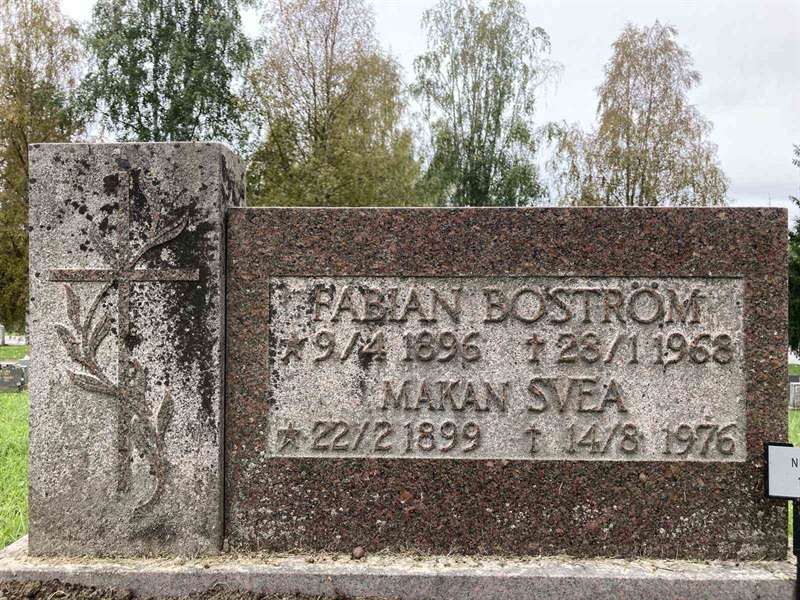 FABIAN BOSTRÖM
* 9/4 1896 † 28/1 1968
MAKAN SVEA
* 22/2 1899 † 14/8 1976
N